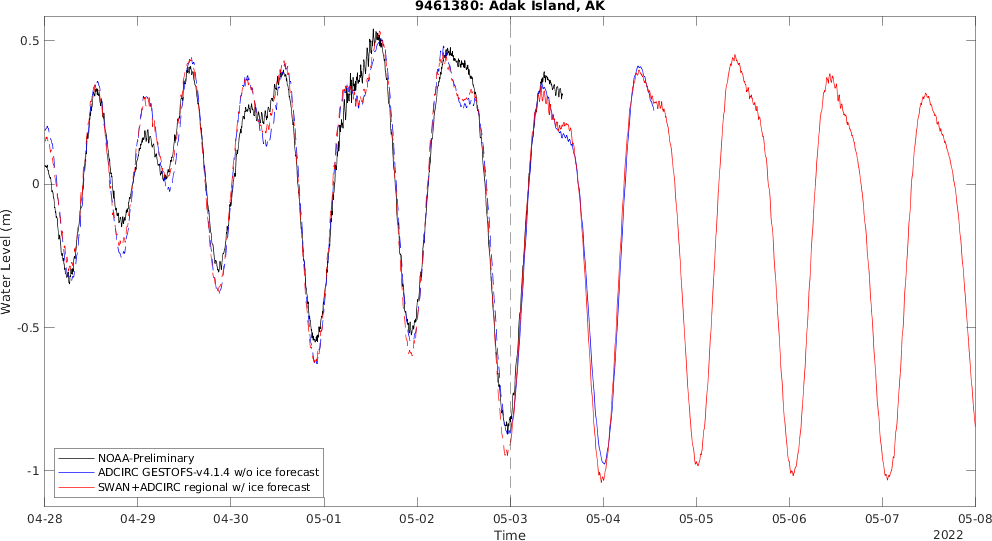 9461380: Adak Island, AK
Water Level (m)
0.5
0
-0.5
-1
NOAA-Preliminary
ADCIRC GESTOFS-v4.1.4 w/o ice forecast
SWAN+ADCIRC regional w/ ice forecast
04-28 04-29 04-30 05-01 05-02 05-03 05-04 05-05 05-06 05-07 05-08
Time
2022